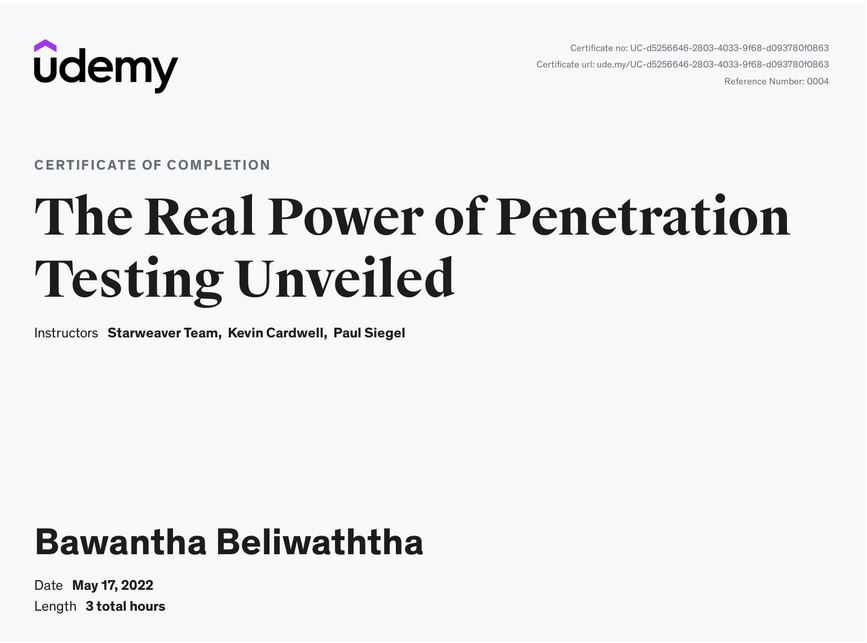 udemy
Certificate no: UC-d5256646-2803-4033-9f68-d093780f0863
Certificate url: ude.my/UC-d5256646-2803-4033-9f68-d093780f0863
Reference Number: 0004
CERTIFICATE OF COMPLETION
The Real Power of Penetration
Testing Unveiled
Instructors Starweaver Team, Kevin Cardwell, Paul Siegel
Bawantha Beliwaththa
Date May 17, 2022
Length 3 total hours